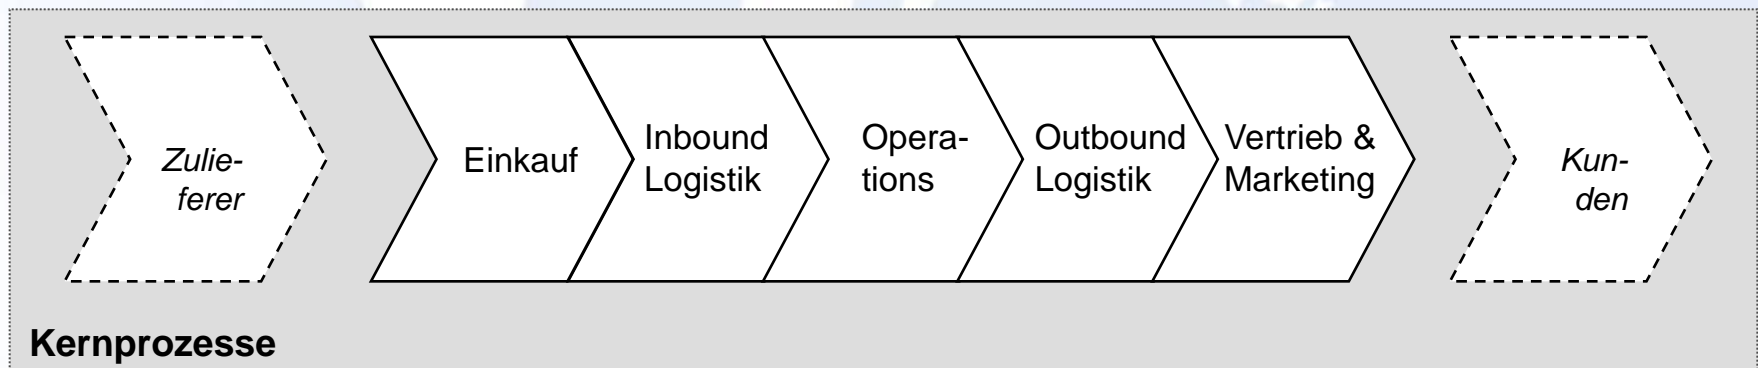 Zulie-
ferer
Einkauf
Inbound
Logistik
Opera-
tions
Outbound
Logistik
Vertrieb &
Marketing
Kun-
den
Kernprozesse